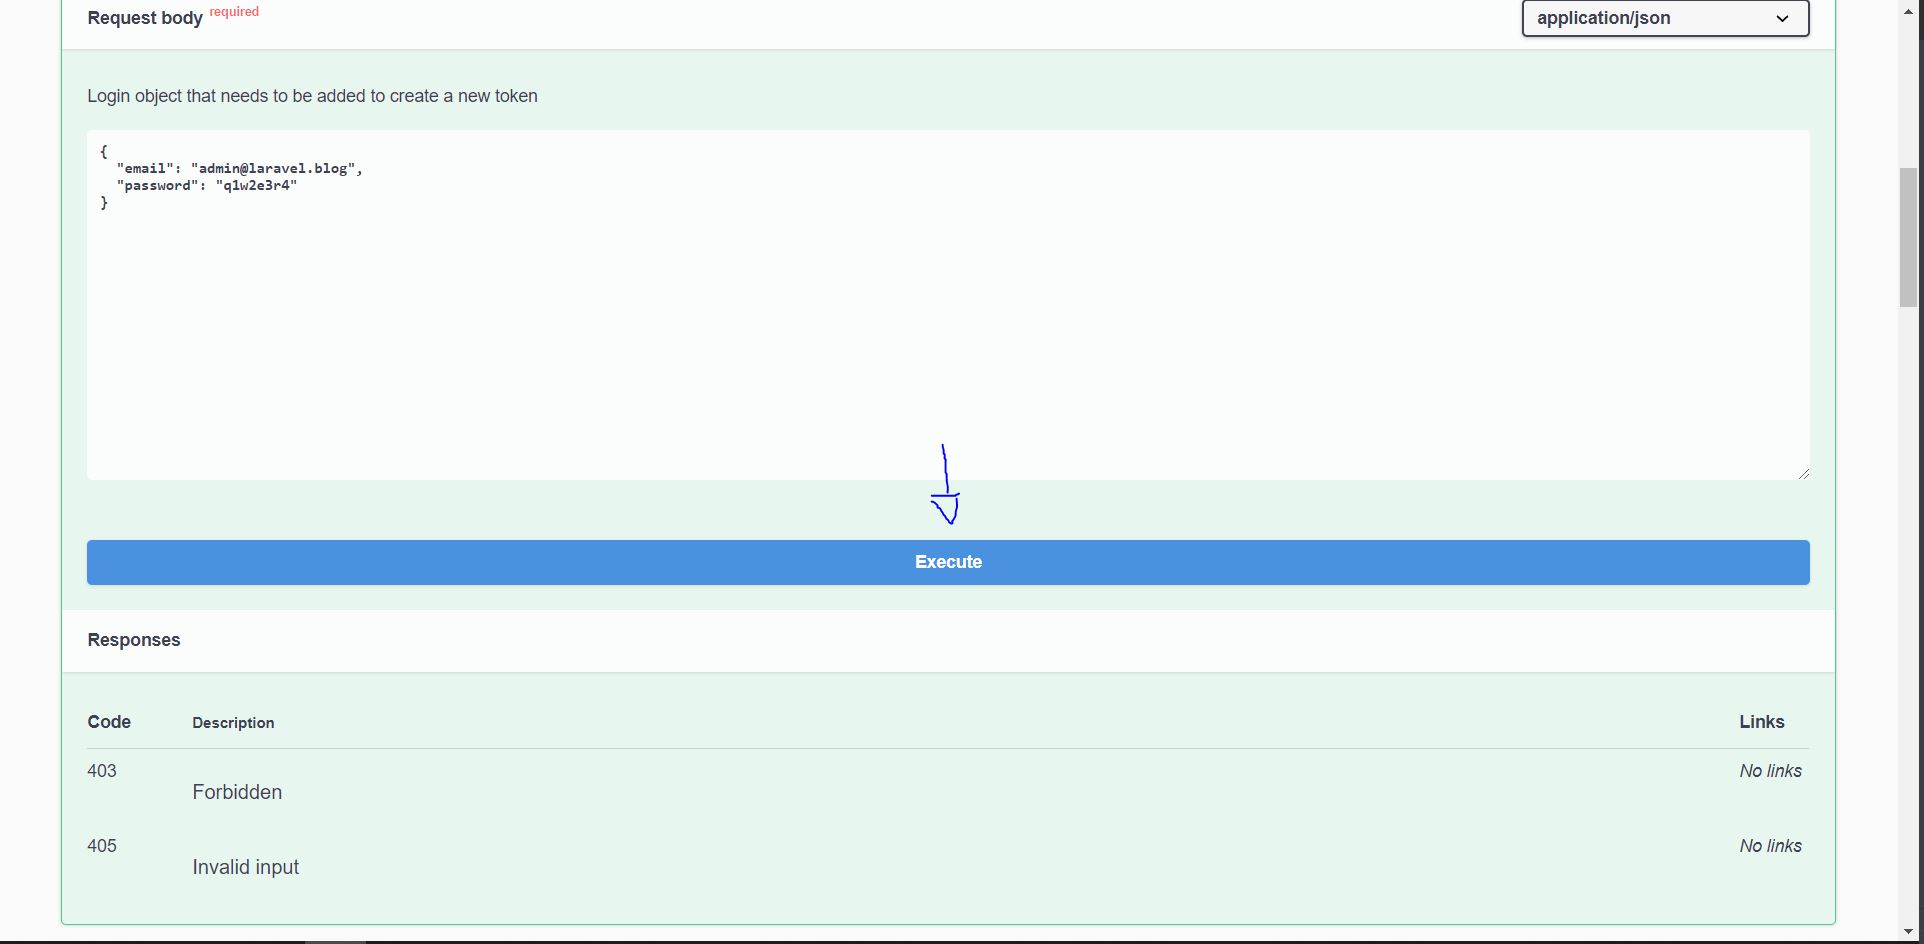 Request body required
application/json
Login object that needs to be added to create a new token
{
  "email": "admin@laravel.blog",
  "password": "q1w2e3r4"
}
Execute
Responses
Code Description Links
403 No links
Forbidden
405 No links
Invalid input